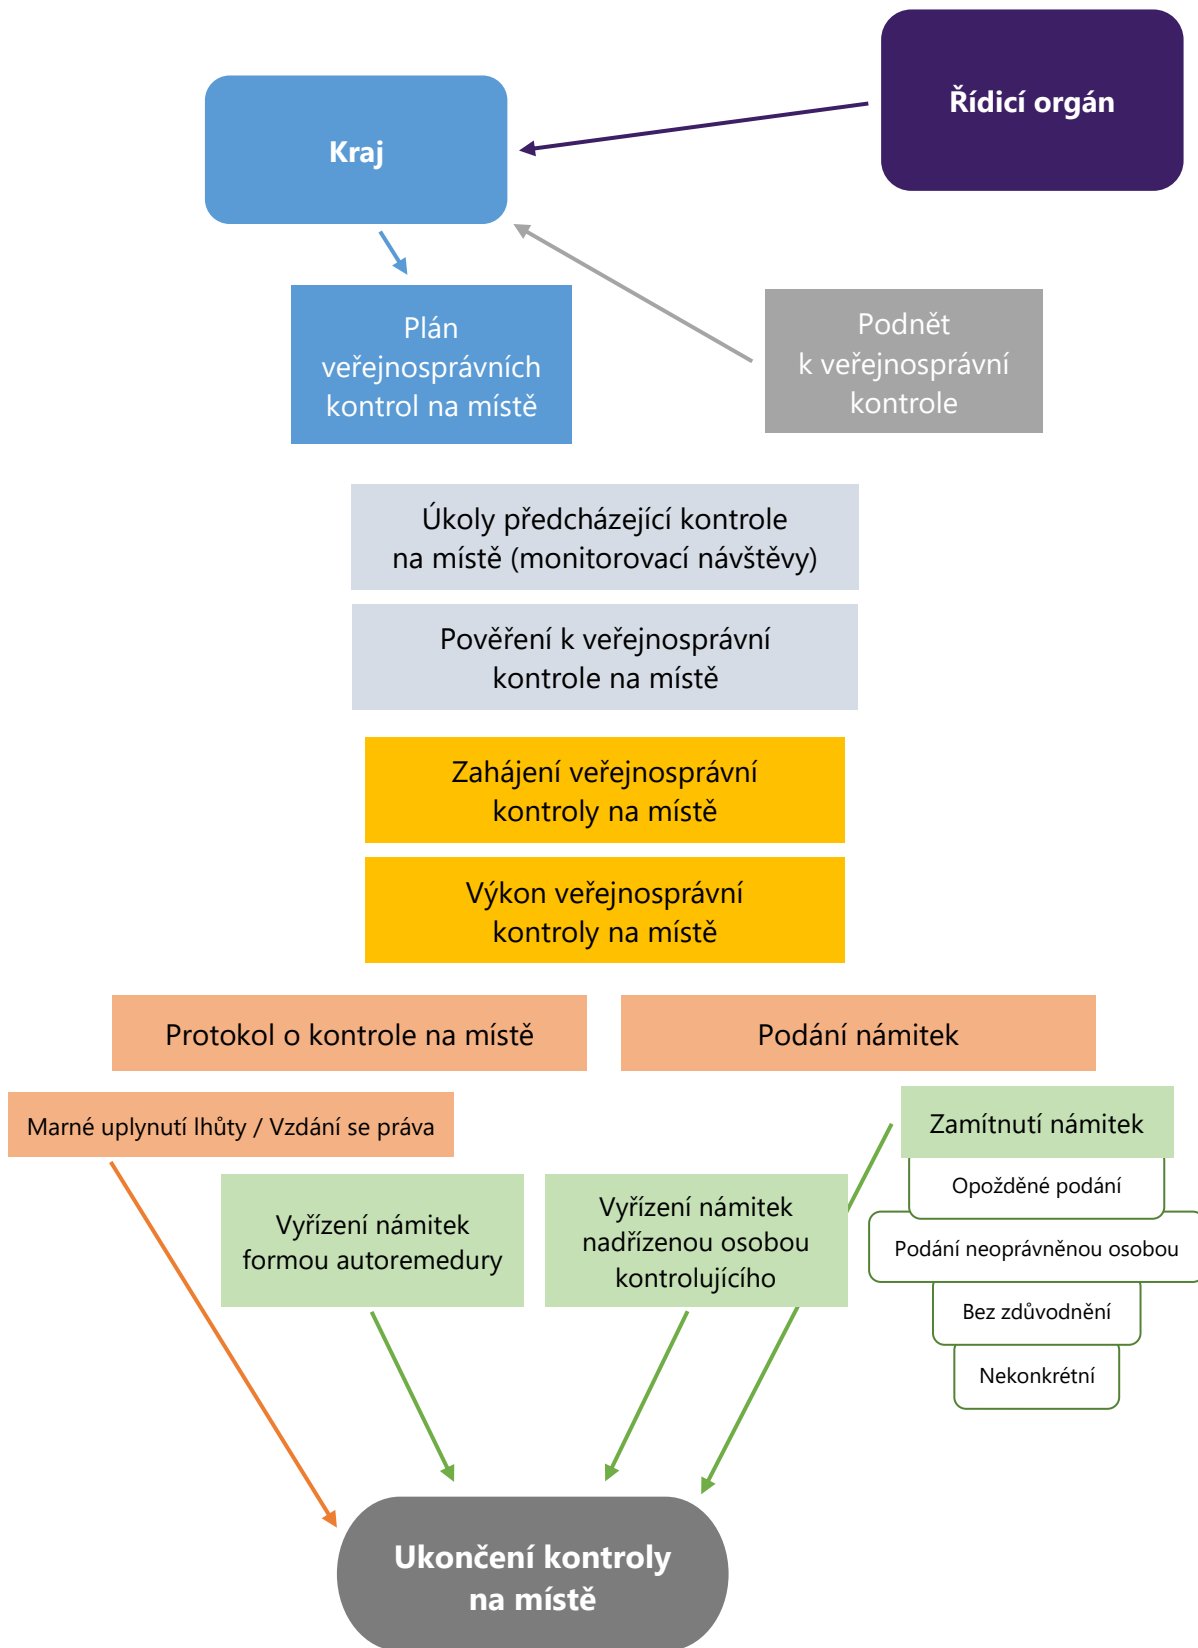 Řídicí orgán
Kraj
Plán
veřejnosprávních
kontrol na místě
Podnět
k veřejnosprávní
kontrole
Úkoly předcházející kontrole
na místě (monitorovací návštěvy)
Pověření k veřejnosprávní
kontrole na místě
Zahájení veřejnosprávní
kontroly na místě
Výkon veřejnosprávní
kontroly na místě
Protokol o kontrole na místě
Podání námitek
Marné uplynutí lhůty / Vzdání se práva
Zamítnutí námitek
Opožděné podání
Podání neoprávněnou osobou
Bez zdůvodnění
Nekonkrétní
Vyřízení námitek
formou autoremedury
Vyřízení námitek
nadřízenou osobou
kontrolujícího
Ukončení kontroly
na místě